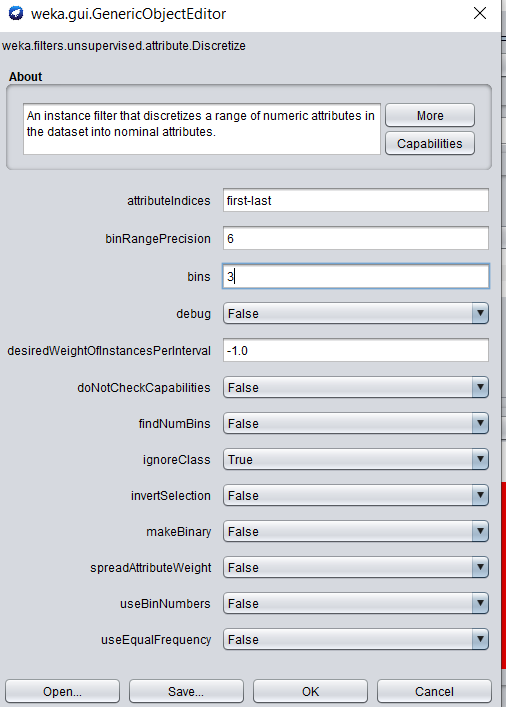 weka.gui.GenericObjectEditor
weka.filters.unsupervised.attribute.Discretize
About
An instance filter that discretizes a range of numeric attributes in
the dataset into nominal attributes.
More
Capabilities
attributeIndices first-last
binRangePrecision 6
bins 3
debug False
desiredWeightOfInstancesPerInterval -1.0
doNotCheckCapabilities False
findNumBins False
ignoreClass True
invertSelection False
makeBinary False
spreadAttributeWeight False
useBinNumbers False
useEqualFrequency False
Open... Save... OK Cancel